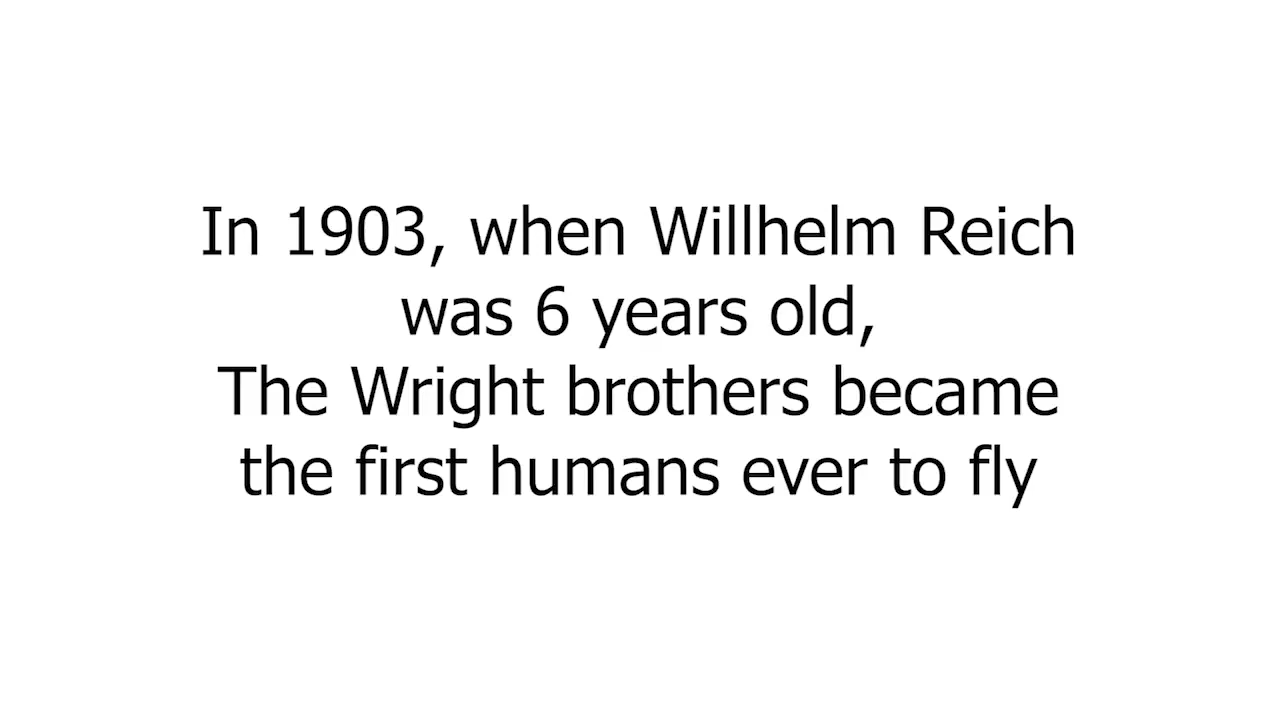 In 1903, when Willhelm Reich
was 6 years old,
The Wright brothers became
the first humans ever to fly